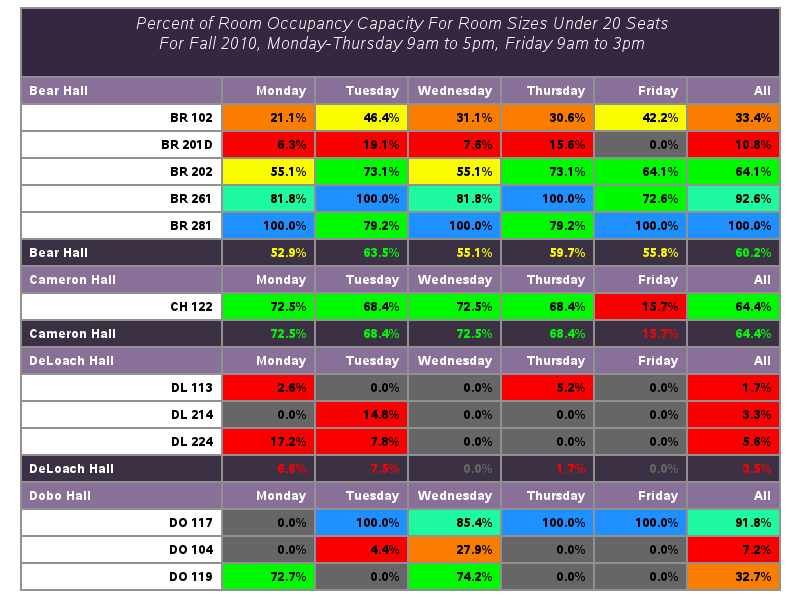 Percent of Room Occupancy Capacity For Room Sizes Under 20 Seats
For Fall 2010, Monday-Thursday 9am to 5pm, Friday 9am to 3pm
Bear Hall Monday Tuesday Wednesday Thursday Friday All
BR 102 21.1% 46.4% 31.1% 30.6% 42.2% 33.4%
BR 201D 6.3% 19.1% 7.6% 15.6% 0.0% 10.8%
BR 202 55.1% 73.1% 55.1% 73.1% 64.1% 64.1%
BR 261 81.8% 100.0% 81.8% 100.0% 72.6% 92.6%
BR 281 100.0% 79.2% 100.0% 79.2% 100.0% 100.0%
Bear Hall 52.9% 63.5% 55.1% 59.7% 55.8% 60.2%
Cameron Hall Monday Tuesday Wednesday Thursday Friday All
CH 122 72.5% 68.4% 72.5% 68.4% 15.7% 64.4%
Cameron Hall 72.5% 68.4% 72.5% 68.4% 15.7% 64.4%
DeLoach Hall Monday Tuesday Wednesday Thursday Friday All
DL 113 2.6% 0.0% 0.0% 5.2% 0.0% 1.7%
DL 214 0.0% 14.8% 0.0% 0.0% 0.0% 3.3%
DL 224 17.2% 7.8% 0.0% 0.0% 0.0% 5.6%
DeLoach Hall 6.6% 7.5% 0.0% 1.7% 0.0% 3.5%
Dobo Hall Monday Tuesday Wednesday Thursday Friday All
DO 117 0.0% 100.0% 85.4% 100.0% 100.0% 91.8%
DO 104 0.0% 4.4% 27.9% 0.0% 0.0% 7.2%
DO 119 72.7% 0.0% 74.2% 0.0% 0.0% 32.7%